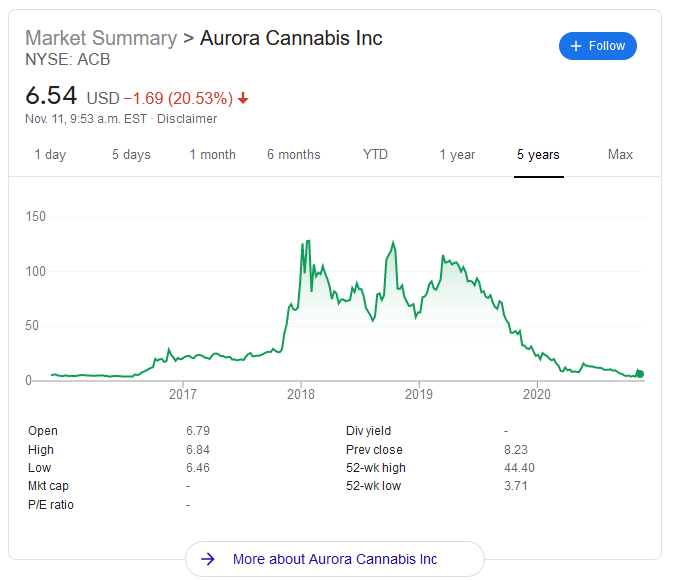 Market Summary > Aurora Cannabis Inc
NYSE: ACB
+ Follow
6.54 USD −1.69 (20.53%)
Nov. 11, 9:53 a.m. EST · Disclaimer
1 day 5 days 1 month 6 months YTD 1 year 5 years Max
150
100
50
0
2017 2018 2019 2020
Open 6.79 Div yield -
High 6.84 Prev close 8.23
Low 6.46 52-wk high 44.40
Mkt cap - 52-wk low 3.71
P/E ratio -
More about Aurora Cannabis Inc